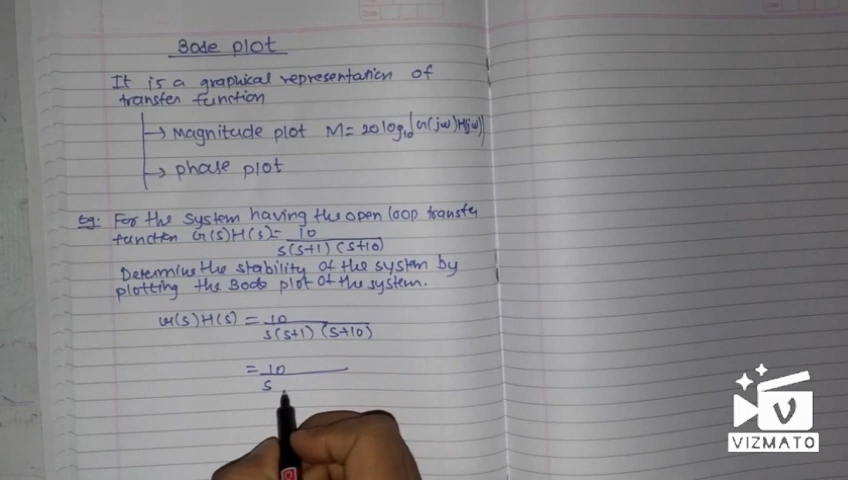 Bode plot
It is a graphical representation of
transfer function
→ Magnitude plot M= 20 log10|G(jω)H(jω)|
→ phase plot
Eg: For the system having the open loop transfer
function G(s)H(s)= 10
s(s+1) (s+10)
Determine the stability of the system by
plotting the Bode plot of the system.
G(s)H(s) = 10
s(s+1) (s+10)
= 10
s
V
VIZMATO